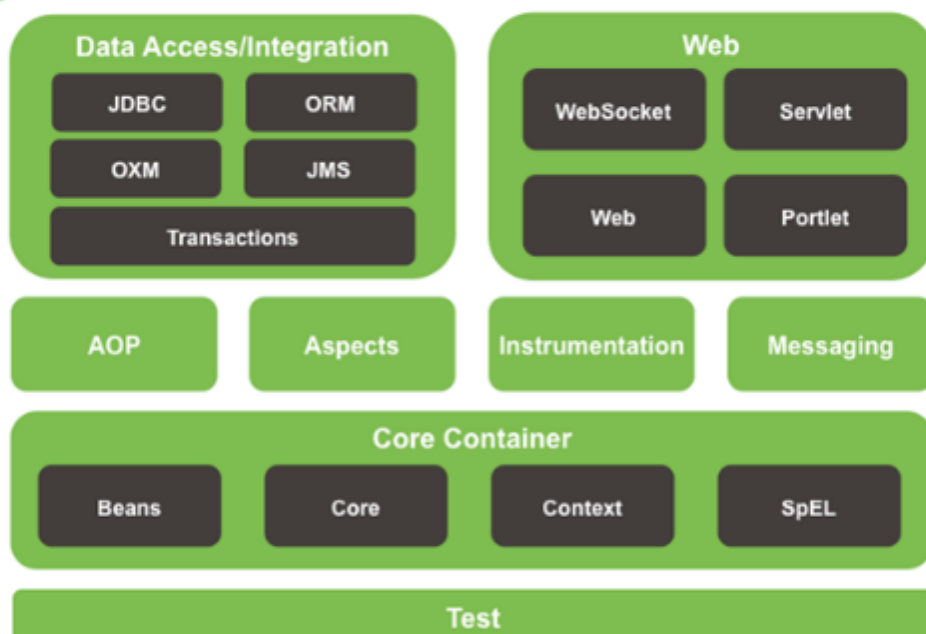 Data Access/Integration
JDBC
ORM
OXM
JMS
Transactions
Web
WebSocket
Servlet
Web
Portlet
AOP
Aspects
Instrumentation
Messaging
Core Container
Beans
Core
Context
SpEL
Test